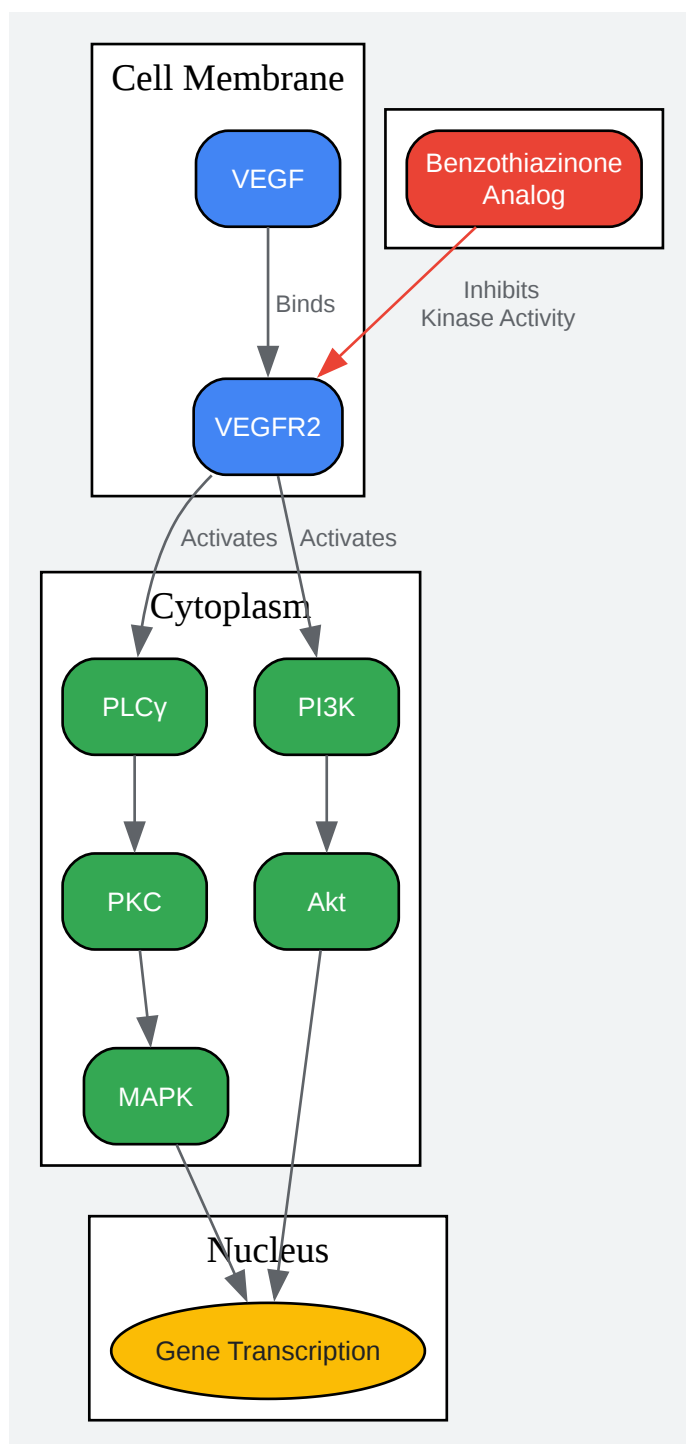 Cell Membrane
VEGF
Benzothiazinone
Analog
Binds
Inhibits
Kinase Activity
VEGFR2
Activates
Activates
Cytoplasm
PLCγ
PI3K
PKC
Akt
MAPK
Nucleus
Gene Transcription